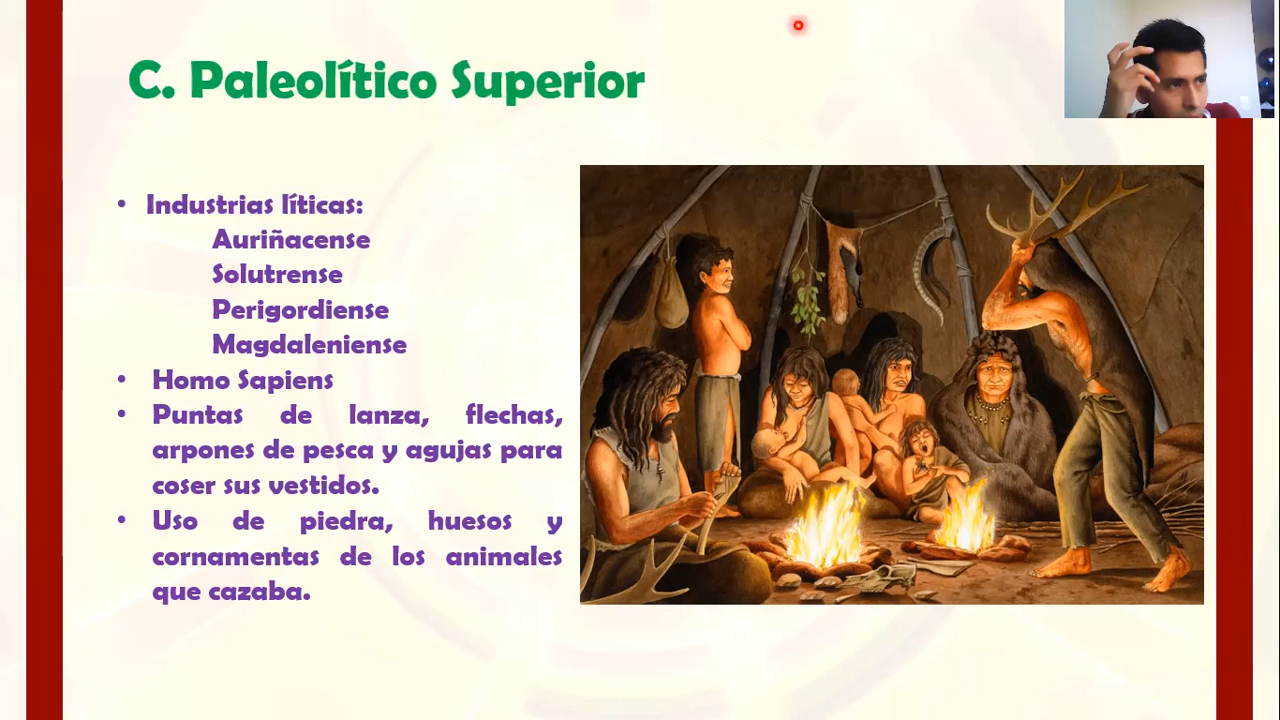 C. Paleolítico Superior
• Industrias líticas:
Auriñacense
Solutrense
Perigordiense
Magdaleniense
• Homo Sapiens
• Puntas de lanza, flechas,
arpones de pesca y agujas para
coser sus vestidos.
• Uso de piedra, huesos y
cornamentas de los animales
que cazaba.